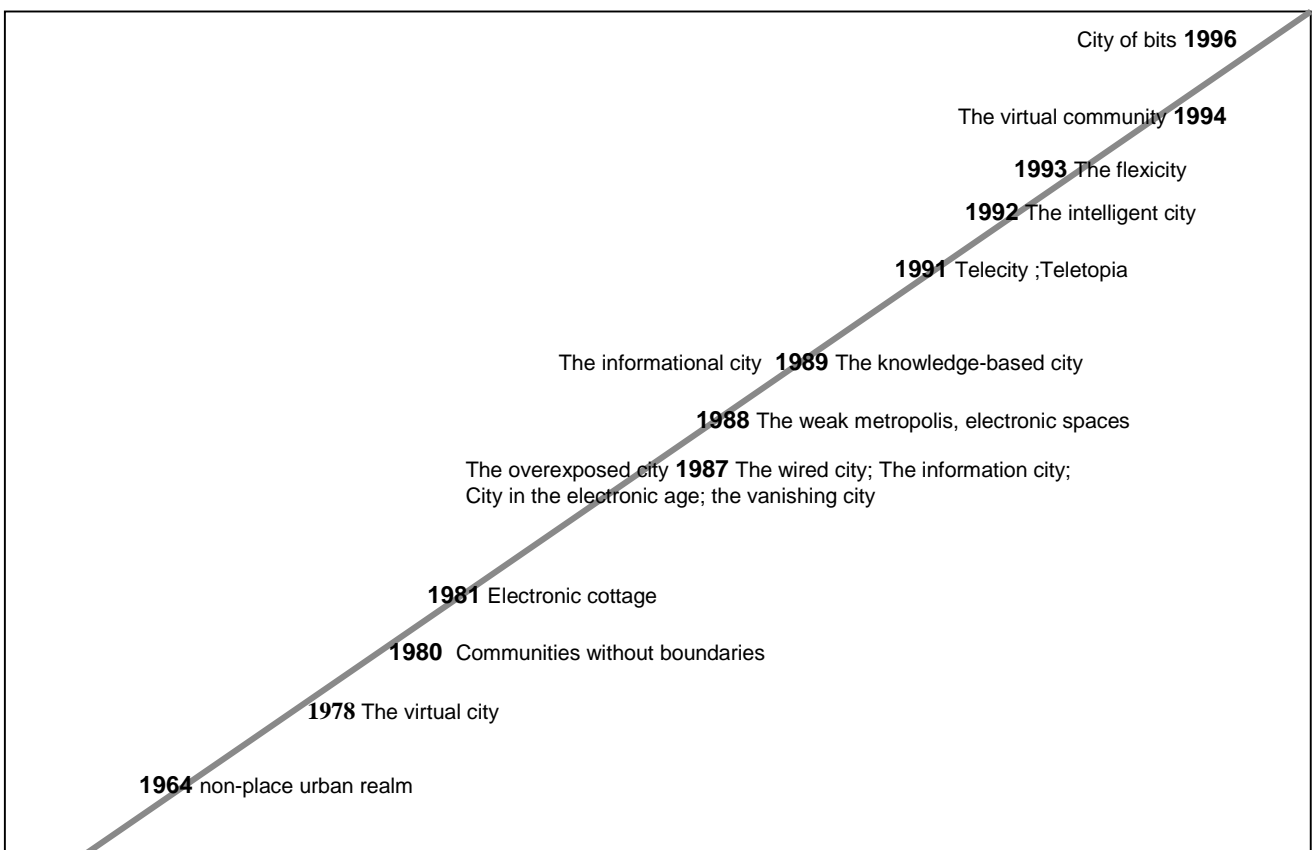 City of bits 1996
The virtual community 1994
1993 The flexicity
1992 The intelligent city
1991 Telecity ;Teletopia
The informational city 1989 The knowledge-based city
1988 The weak metropolis, electronic spaces
The overexposed city 1987 The wired city; The information city;
City in the electronic age; the vanishing city
1981 Electronic cottage
1980 Communities without boundaries
1978 The virtual city
1964 non-place urban realm